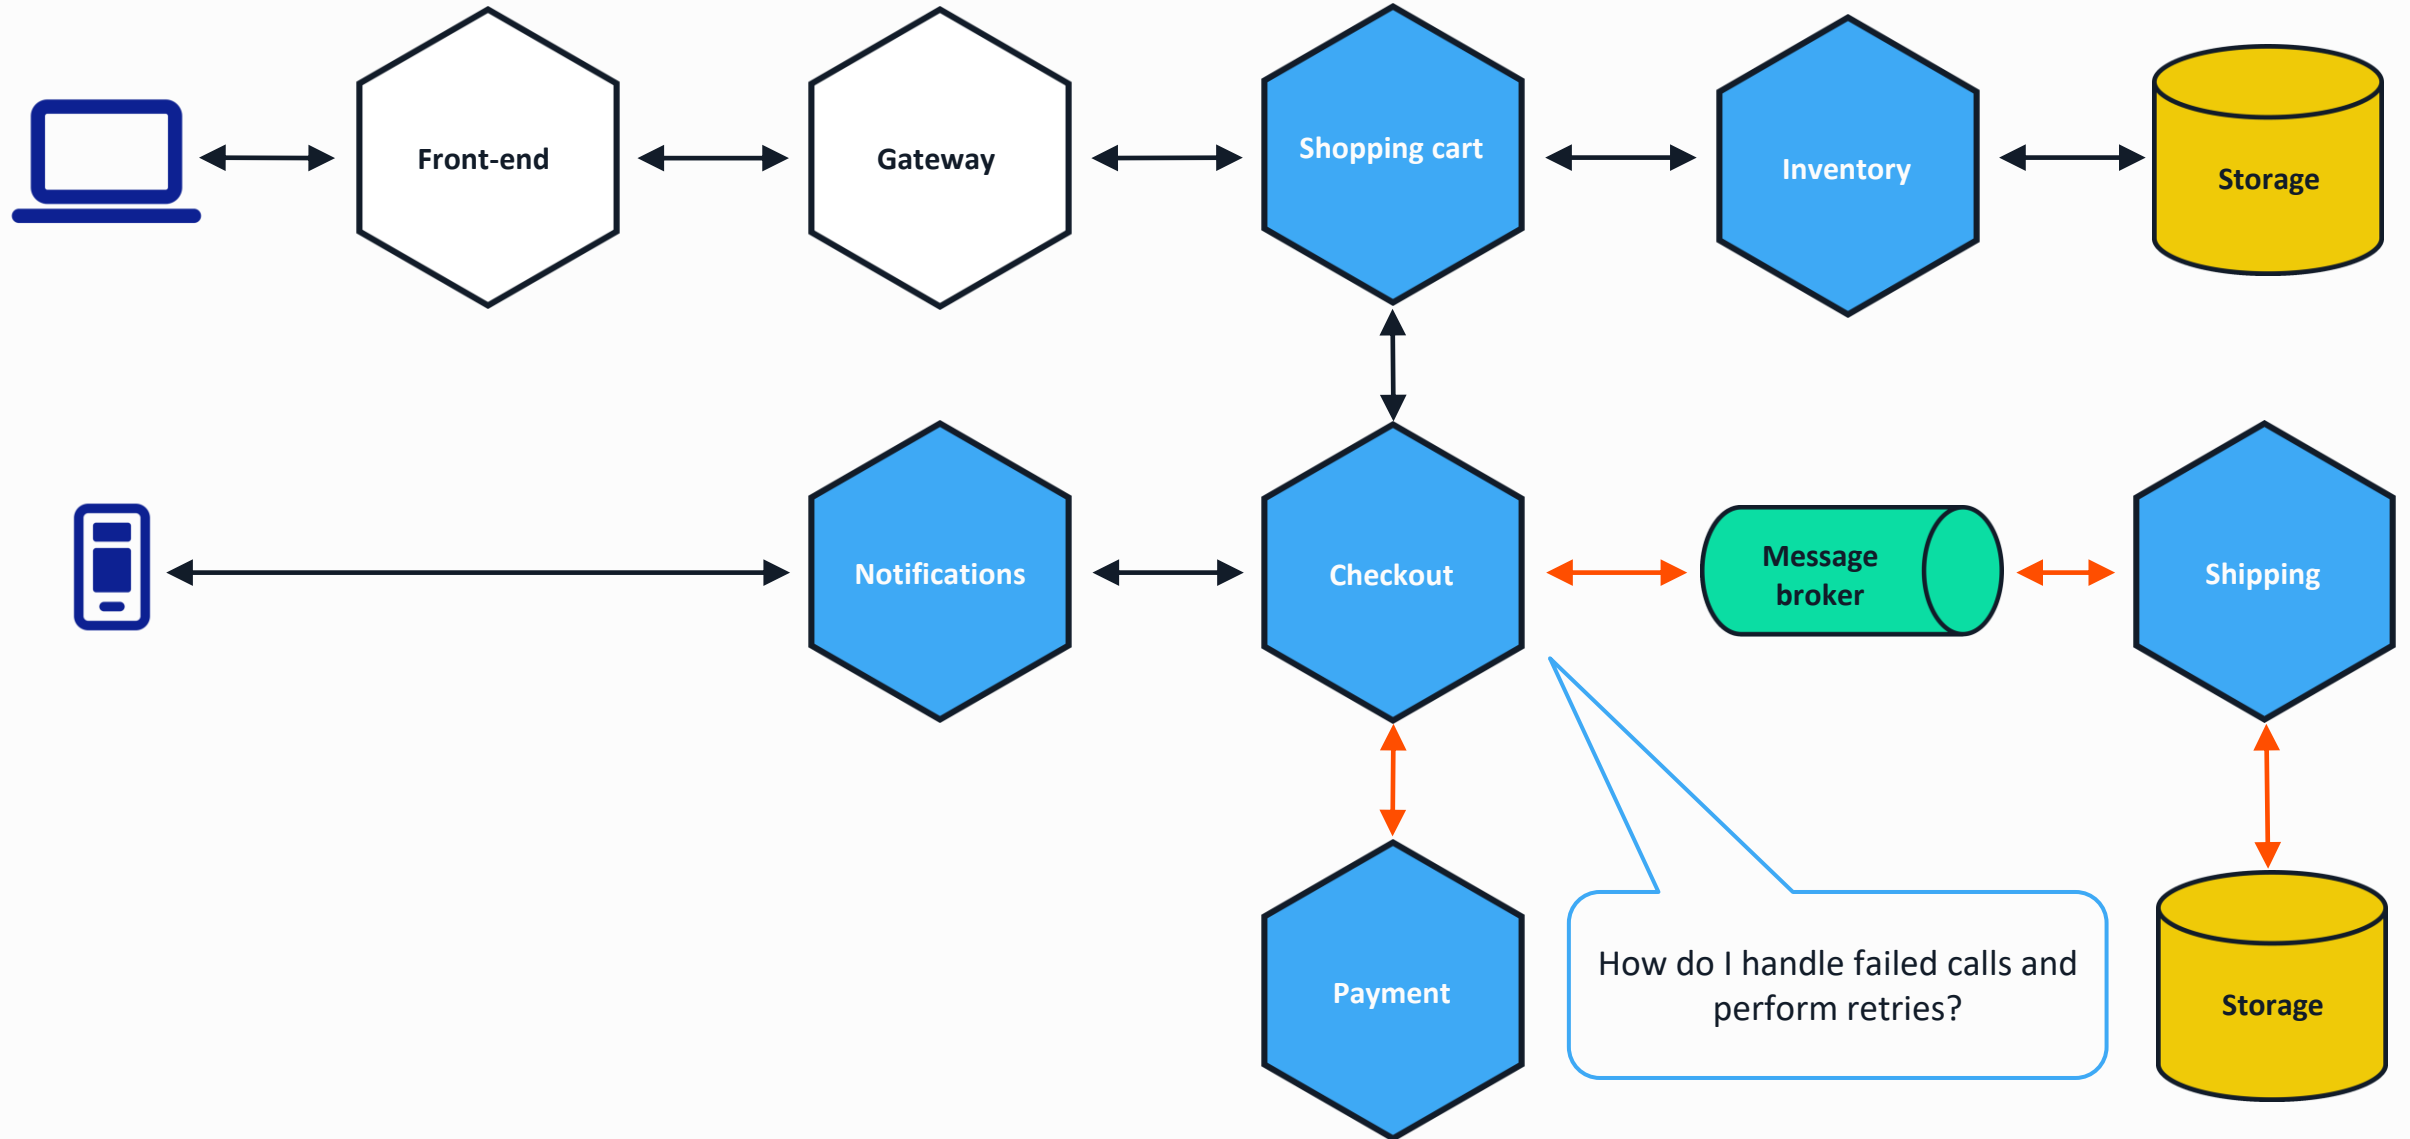 Front-end
Gateway
Shopping cart
Inventory
Storage
Notifications
Checkout
Message
broker
Shipping
Payment
How do I handle failed calls and
perform retries?
Storage